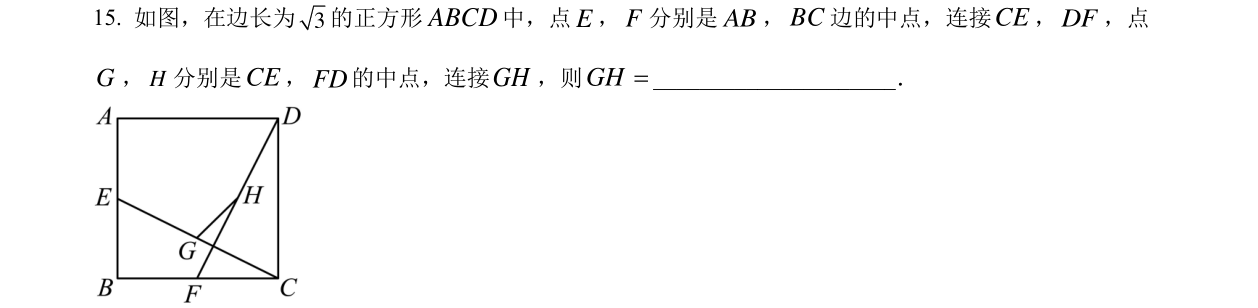 15. 如图，在边长为√3的正方形ABCD中，点E，F分别是AB，BC边的中点，连接CE，DF，点
G，H分别是CE，FD的中点，连接GH，则GH=____________________．
A
D
E
H
G
B
F
C